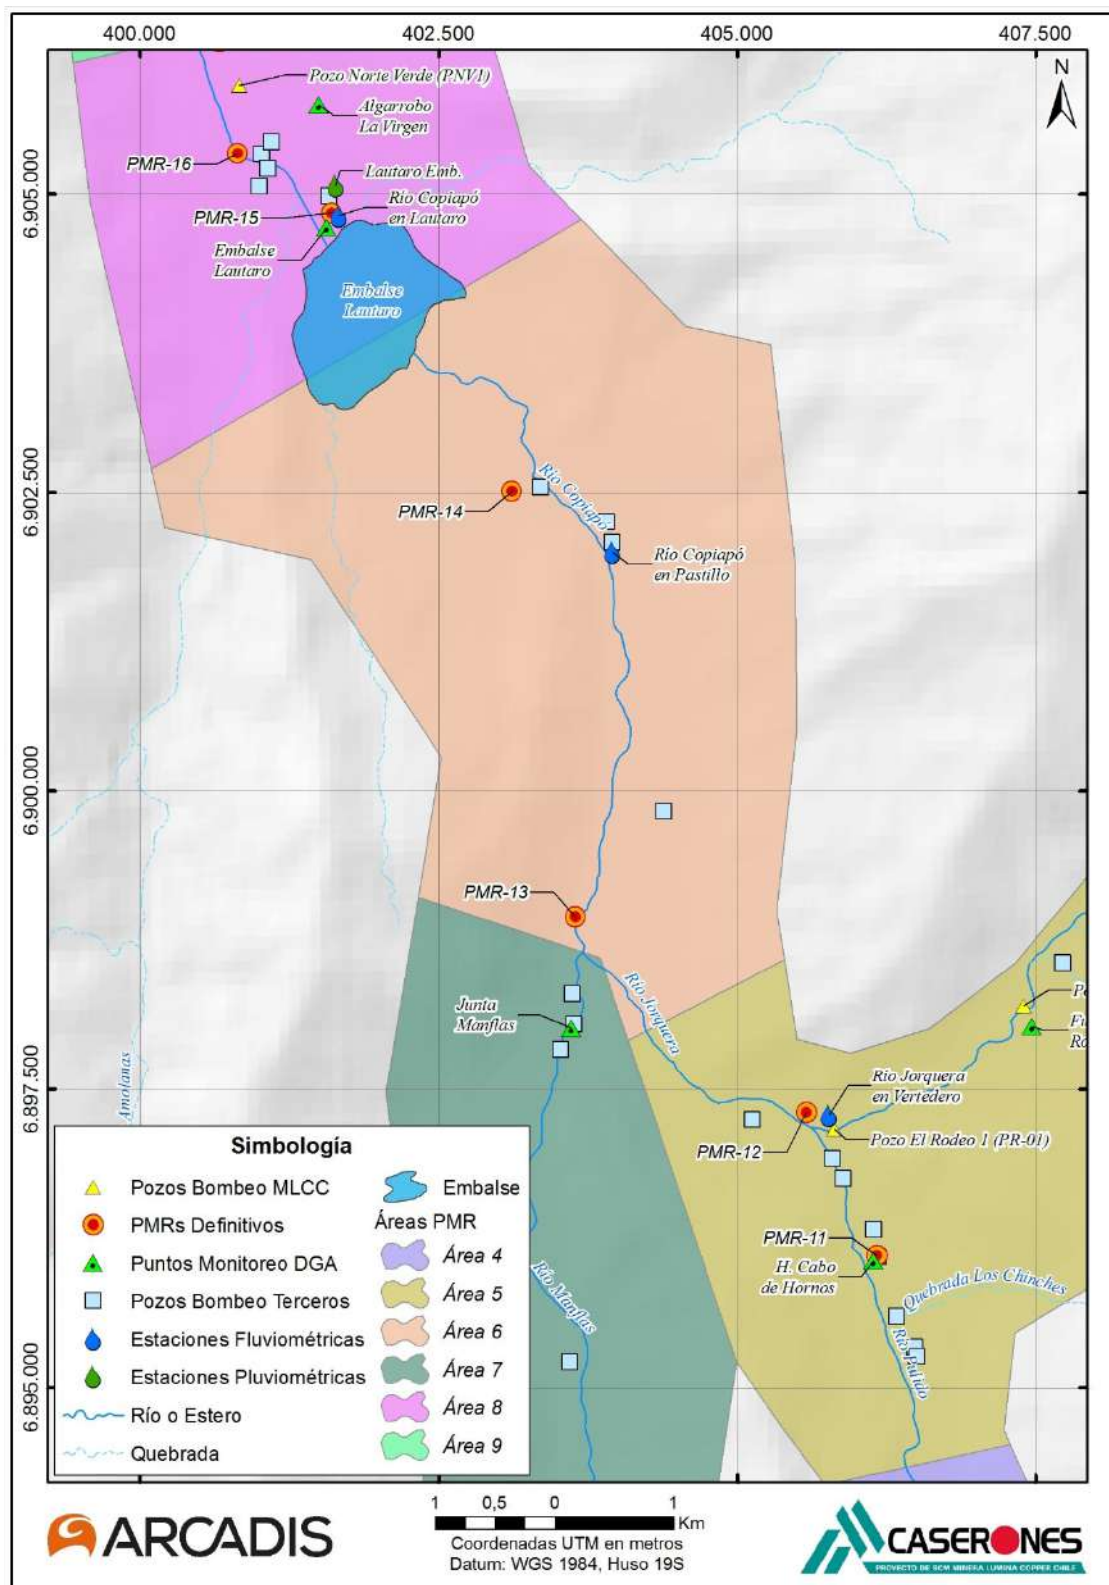 400.000
402.500
405.000
407.500
N
Pozo Norte Verde (PNV1)
Algarrobo
La Virgen
PMR-16
6.905.000
Lautaro Emb.
PMR-15
Río Copiapó
en Lautaro
Embalse
Lautaro
Embalse
Lautaro
6.902.500
Río Copiapó
PMR-14
Río Copiapó
en Pastillo
6.900.000
PMR-13
Río Jorquera
Junta
Manflas
6.897.500
Amolanas
Río Jorquera
en Vertedero
PMR-12
Pozo El Rodeo 1 (PR-01)
PMR-11
H. Cabo
de Hornos
Quebrada Los Chinches
Río Manflas
Río Pulido
6.895.000
Simbología
Pozos Bombeo MLCC
PMRs Definitivos
Puntos Monitoreo DGA
Pozos Bombeo Terceros
Estaciones Fluviométricas
Estaciones Pluviométricas
Río o Estero
Quebrada
Embalse
Áreas PMR
Área 4
Área 5
Área 6
Área 7
Área 8
Área 9
ARCADIS
1 0,5 0 1
Km
Coordenadas UTM en metros
Datum: WGS 1984, Huso 19S
CASERONES
PROYECTO DE SCM MINERA LUMINA COPPER CHILE